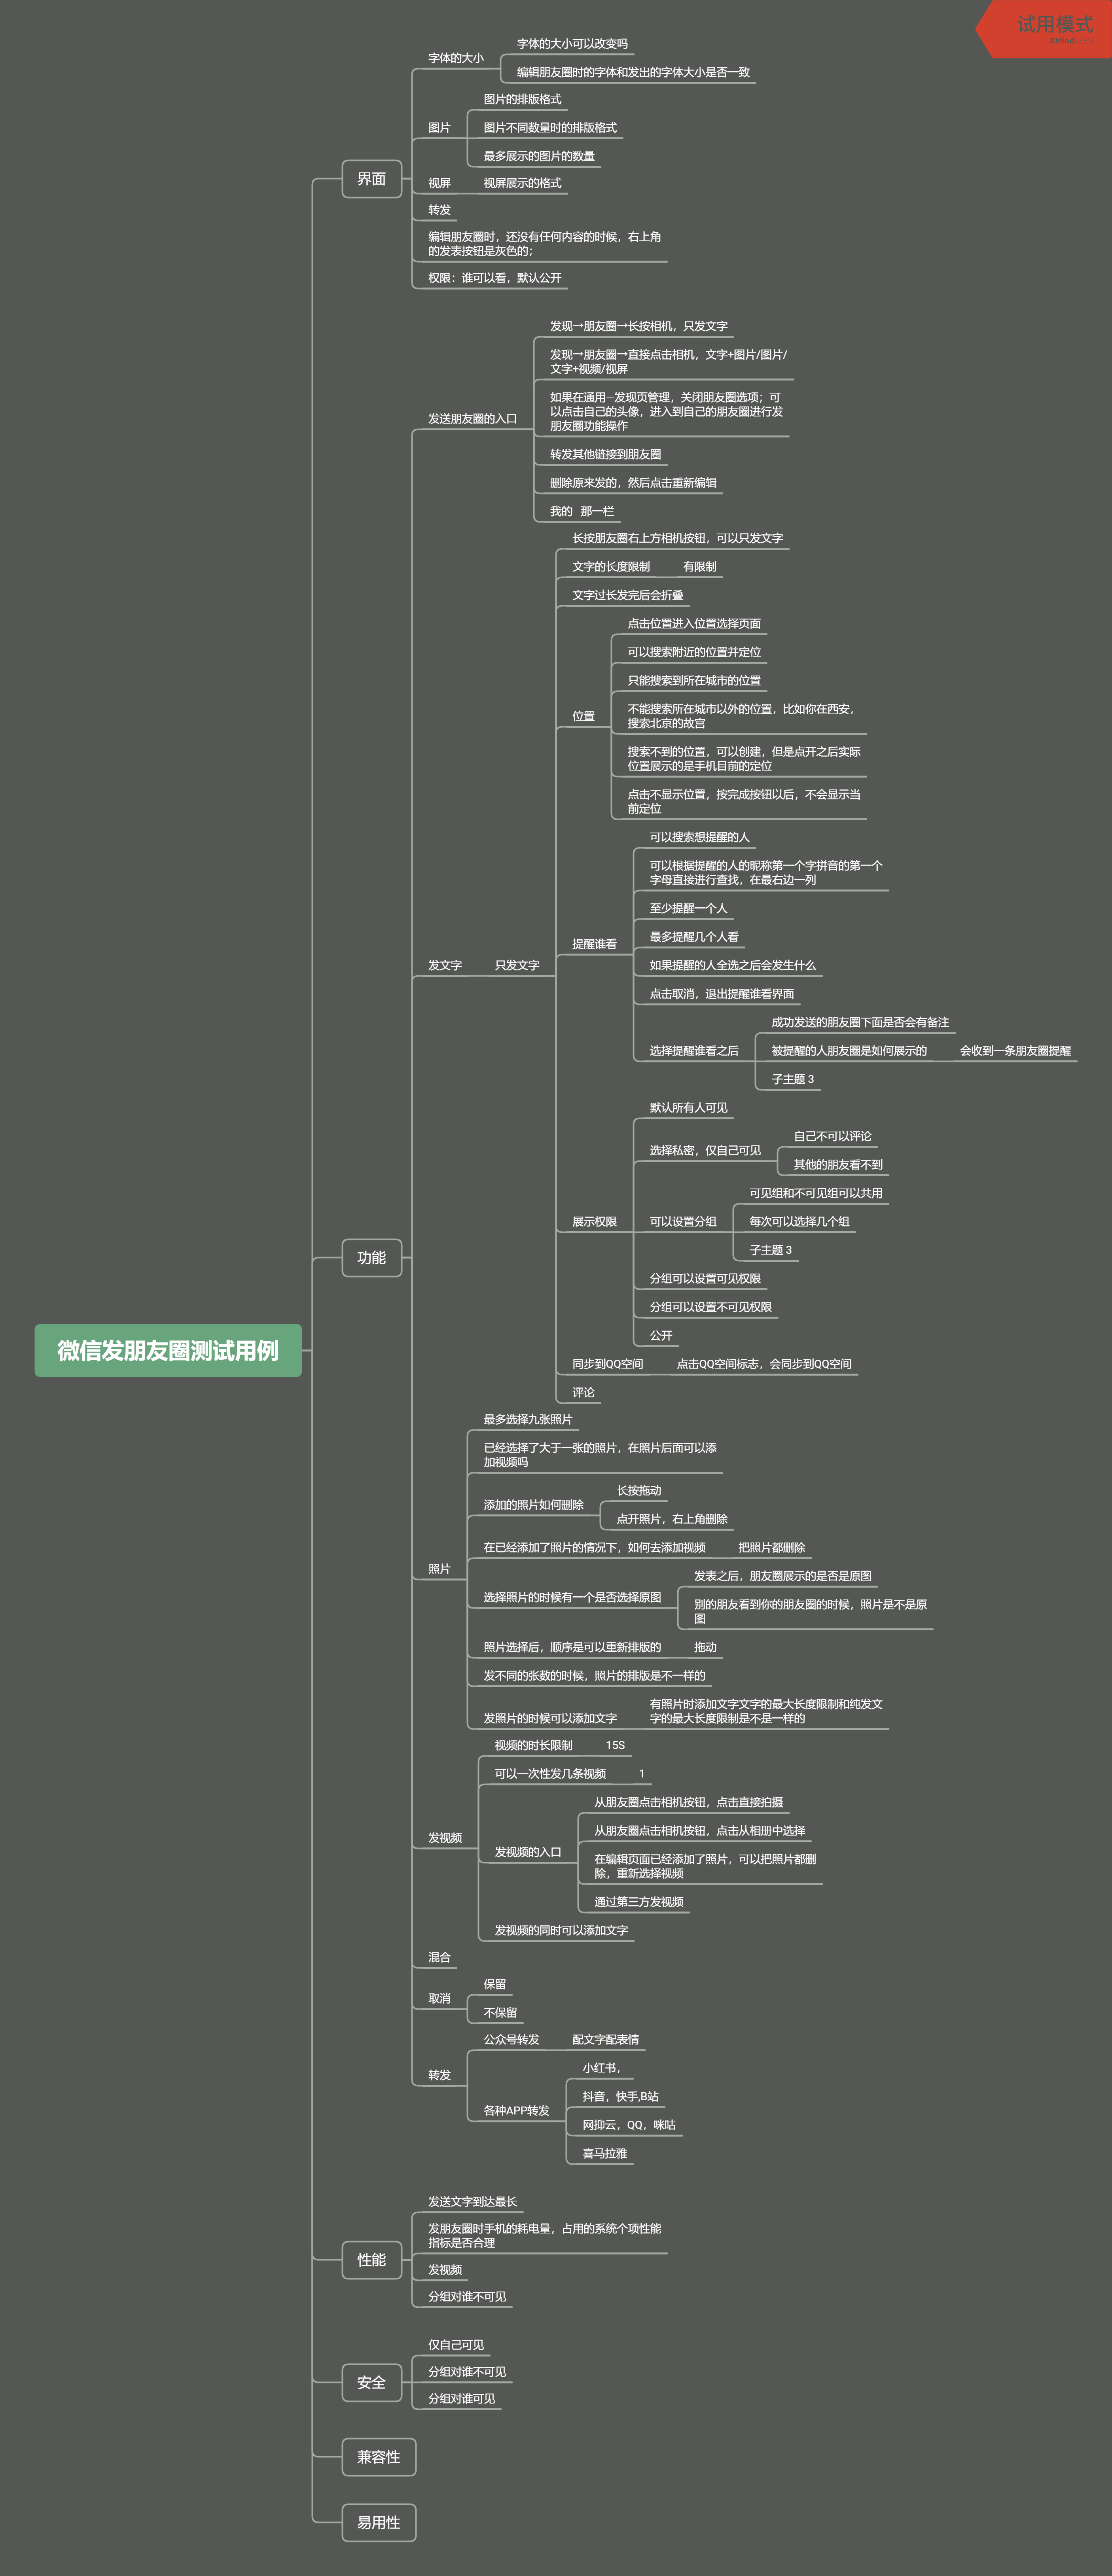 试用模式
XMind: ZEN
字体的大小
字体的大小可以改变吗
编辑朋友圈时的字体和发出的字体大小是否一致
图片
图片的排版格式
图片不同数量时的排版格式
最多展示的图片的数量
界面
视屏
视屏展示的格式
转发
编辑朋友圈时，还没有任何内容的时候，右上角
的发表按钮是灰色的；
权限：谁可以看，默认公开
发送朋友圈的入口
发现→朋友圈→长按相机，只发文字
发现→朋友圈→直接点击相机，文字+图片/图片/
文字+视频/视屏
如果在通用—发现页管理，关闭朋友圈选项；可
以点击自己的头像，进入到自己的朋友圈进行发
朋友圈功能操作
转发其他链接到朋友圈
删除原来发的，然后点击重新编辑
我的 那一栏
发文字
只发文字
长按朋友圈右上方相机按钮，可以只发文字
文字的长度限制
有限制
文字过长发完后会折叠
位置
点击位置进入位置选择页面
可以搜索附近的位置并定位
只能搜索到所在城市的位置
不能搜索所在城市以外的位置，比如你在西安，
搜索北京的故宫
搜索不到的位置，可以创建，但是点开之后实际
位置展示的是手机目前的定位
点击不显示位置，按完成按钮以后，不会显示当
前定位
提醒谁看
可以搜索想提醒的人
可以根据提醒的人的昵称第一个字拼音的第一个
字母直接进行查找，在最右边一列
至少提醒一个人
最多提醒几个人看
如果提醒的人全选之后会发生什么
点击取消，退出提醒谁看界面
选择提醒谁看之后
成功发送的朋友圈下面是否会有备注
被提醒的人朋友圈是如何展示的
会收到一条朋友圈提醒
子主题 3
展示权限
默认所有人可见
选择私密，仅自己可见
自己不可以评论
其他的朋友看不到
可以设置分组
可见组和不可见组可以共用
每次可以选择几个组
子主题 3
分组可以设置可见权限
分组可以设置不可见权限
公开
功能
微信发朋友圈测试用例
同步到QQ空间
点击QQ空间标志，会同步到QQ空间
评论
照片
最多选择九张照片
已经选择了大于一张的照片，在照片后面可以添
加视频吗
添加的照片如何删除
长按拖动
点开照片，右上角删除
在已经添加了照片的情况下，如何去添加视频
把照片都删除
选择照片的时候有一个是否选择原图
发表之后，朋友圈展示的是否是原图
别的朋友看到你的朋友圈的时候，照片是不是原
图
照片选择后，顺序是可以重新排版的
拖动
发不同的张数的时候，照片的排版是不一样的
发照片的时候可以添加文字
有照片时添加文字文字的最大长度限制和纯发文
字的最大长度限制是不是一样的
发视频
视频的时长限制
15S
可以一次性发几条视频
1
发视频的入口
从朋友圈点击相机按钮，点击直接拍摄
从朋友圈点击相机按钮，点击从相册中选择
在编辑页面已经添加了照片，可以把照片都删
除，重新选择视频
通过第三方发视频
发视频的同时可以添加文字
混合
取消
保留
不保留
转发
公众号转发
配文字配表情
各种APP转发
小红书，
抖音，快手,B站
网抑云，QQ，咪咕
喜马拉雅
性能
发送文字到达最长
发朋友圈时手机的耗电量，占用的系统个项性能
指标是否合理
发视频
分组对谁不可见
安全
仅自己可见
分组对谁不可见
分组对谁可见
兼容性
易用性